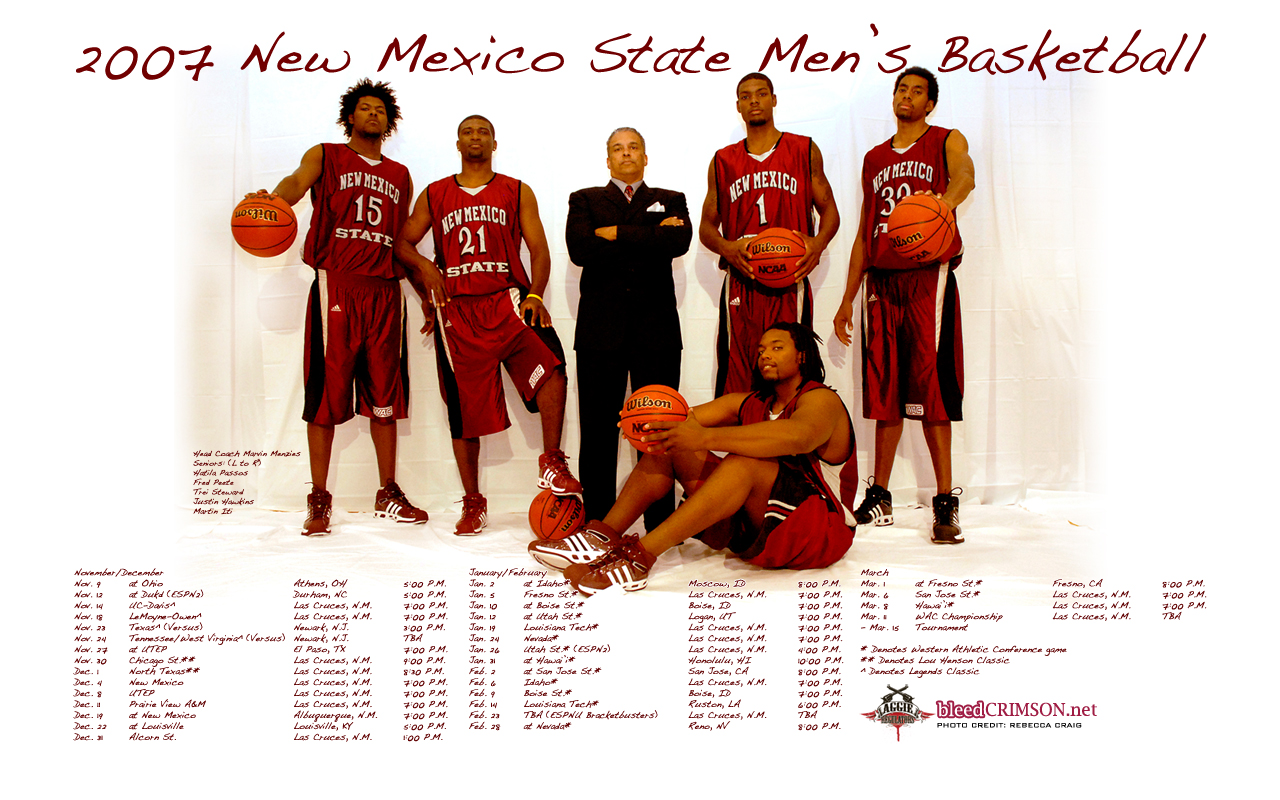 2007 New Mexico State Men's Basketball
NEW MEXICO
15
STATE
NEW MEXICO
21
STATE
NEW MEXICO
1
NEW MEXICO
Wilson
Wilson
NCAA
Wilson
Wilson
Wilson
WAC
Head Coach Marvin Menzies
Seniors: (L to R)
Hatila Passos
Fred Peete
Trei Steward
Justin Hawkins
Martin Iti
November/December
Nov. 9 at Ohio Athens, OH 5:00 P.M.
Nov. 12 at Dukd (ESPN2) Durham, NC 5:00 P.M.
Nov. 14 UC-Davis^ Las Cruces, N.M. 7:00 P.M.
Nov. 18 LeMoyne-Owen^ Las Cruces, N.M. 7:00 P.M.
Nov. 23 Texas^ (Versus) Newark, N.J. 3:00 P.M.
Nov. 24 Tennessee/West Virginia^ (Versus) Newark, N.J. TBA
Nov. 27 at UTEP El Paso, TX 7:00 P.M.
Nov. 30 Chicago St.** Las Cruces, N.M. 9:00 P.M.
Dec. 1 North Texas** Las Cruces, N.M. 8:30 P.M.
Dec. 4 New Mexico Las Cruces, N.M. 7:00 P.M.
Dec. 8 UTEP Las Cruces, N.M. 7:00 P.M.
Dec. 11 Prairie View A&M Las Cruces, N.M. 7:00 P.M.
Dec. 19 at New Mexico Albuquerque, N.M. 7:00 P.M.
Dec. 22 at Louisville Louisville, KY 5:00 P.M.
Dec. 31 Alcorn St. Las Cruces, N.M. 1:00 P.M.
January/February
Jan. 2 at Idaho* Moscow, ID 8:00 P.M.
Jan. 5 Fresno St.* Las Cruces, N.M. 7:00 P.M.
Jan. 10 at Boise St.* Boise, ID 7:00 P.M.
Jan. 12 at Utah St.* Logan, UT 7:00 P.M.
Jan. 19 Louisiana Tech* Las Cruces, N.M. 7:00 P.M.
Jan. 24 Nevada* Las Cruces, N.M. 7:00 P.M.
Jan. 26 Utah St.* (ESPN2) Las Cruces, N.M. 4:00 P.M.
Jan. 31 at Hawai'i* Honolulu, HI 10:00 P.M.
Feb. 2 at San Jose St.* San Jose, CA 8:00 P.M.
Feb. 6 Idaho* Las Cruces, N.M. 7:00 P.M.
Feb. 9 Boise St.* Boise, ID 7:00 P.M.
Feb. 14 Louisiana Tech* Ruston, LA 6:00 P.M.
Feb. 23 TBA (ESPNU Bracketbusters) Las Cruces, N.M. TBA
Feb. 28 at Nevada* Reno, NV 8:00 P.M.
March
Mar. 1 at Fresno St.* Fresno, CA 8:00 P.M.
Mar. 6 San Jose St.* Las Cruces, N.M. 7:00 P.M.
Mar. 8 Hawai'i* Las Cruces, N.M. 7:00 P.M.
Mar. 11 WAC Championship Las Cruces, N.M. TBA
- Mar. 15 Tournament
* Denotes Western Athletic Conference game
** Denotes Lou Henson Classic
^ Denotes Legends Classic
AGGIE
REGULATORS
bleedCRIMSON.net
PHOTO CREDIT: REBECCA CRAIG